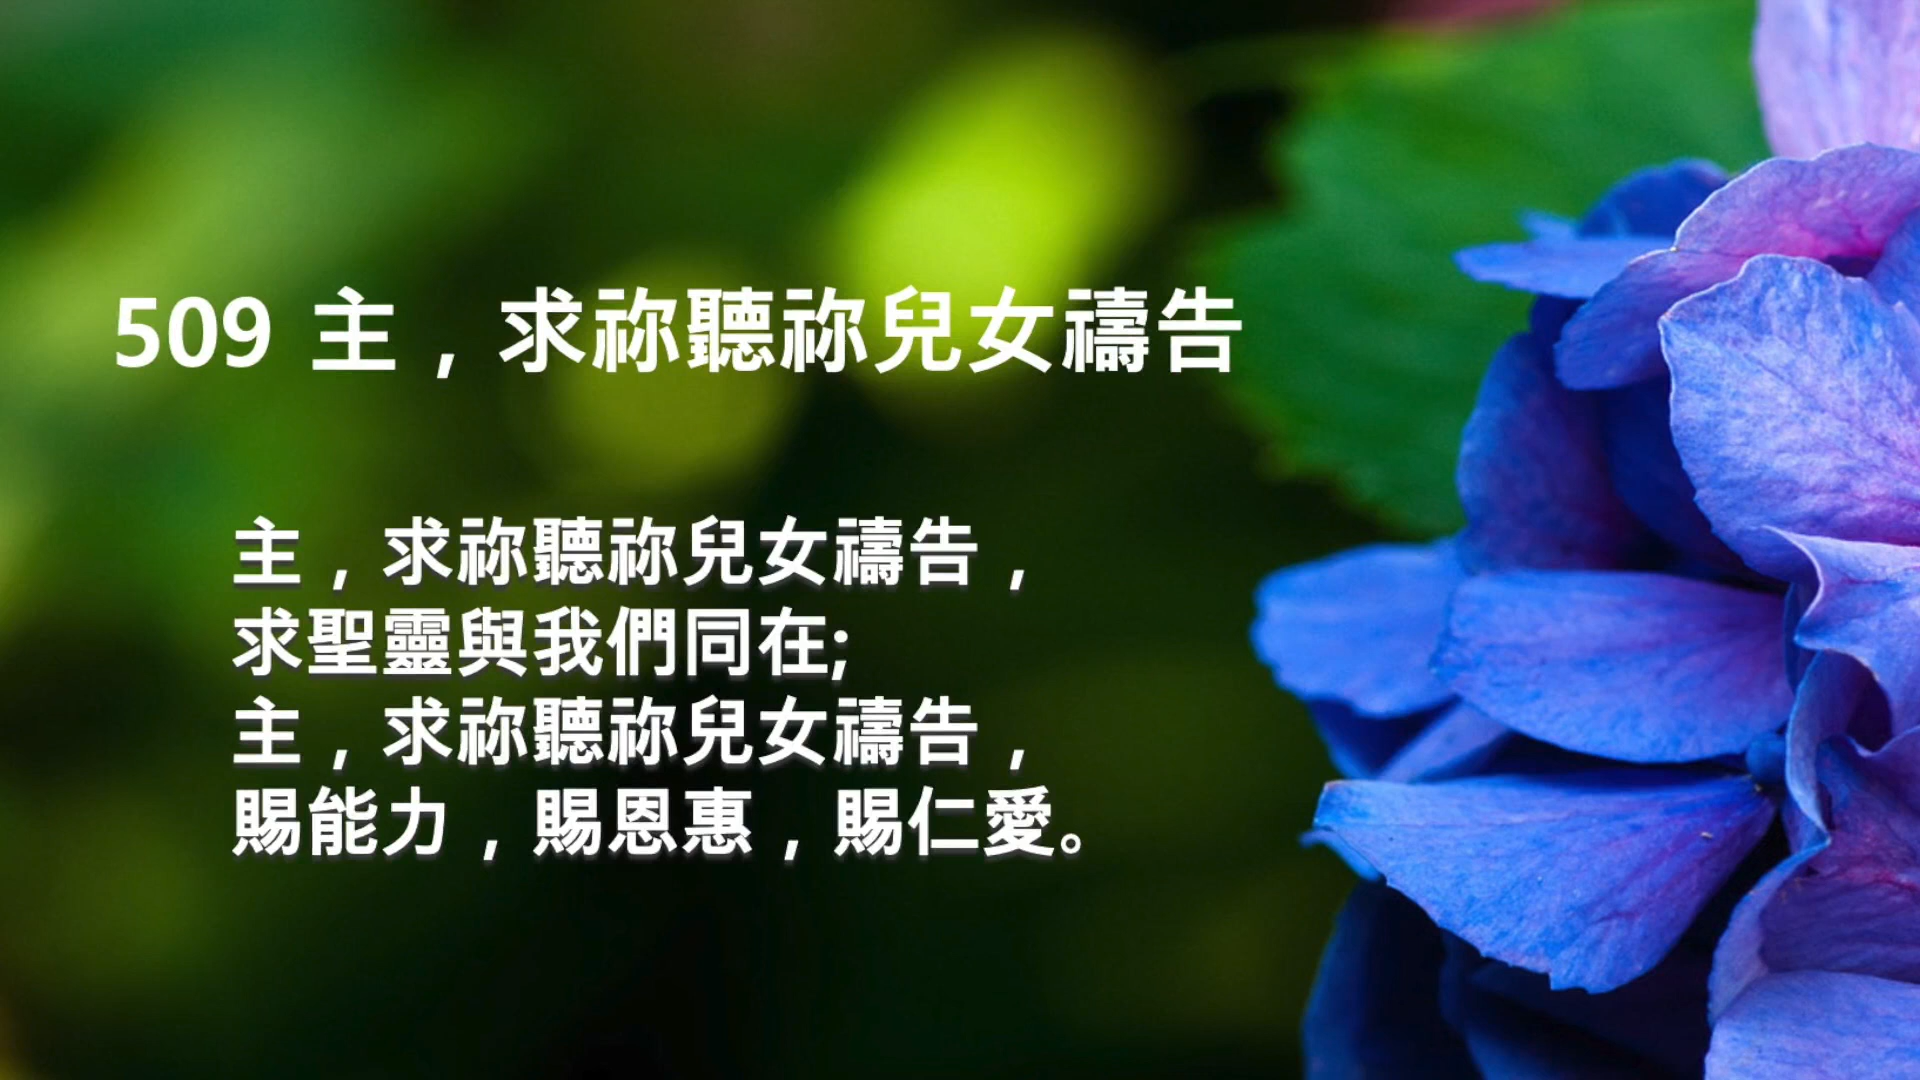 509 主，求祢聽祢兒女禱告
主，求祢聽祢兒女禱告，
求聖靈與我們同在;
主，求祢聽祢兒女禱告，
賜能力，賜恩惠，賜仁愛。